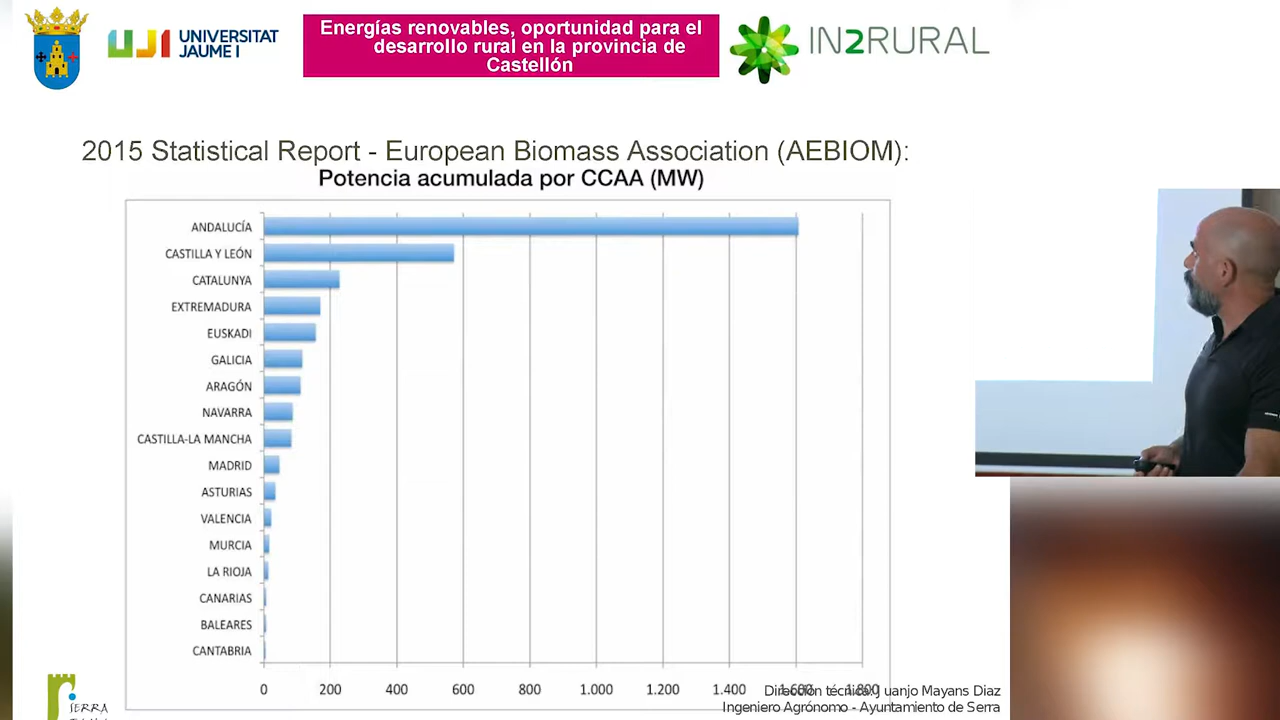 UJI UNIVERSITAT
JAUME I
Energías renovables, oportunidad para el
desarrollo rural en la provincia de
Castellón
IN2RURAL
2015 Statistical Report - European Biomass Association (AEBIOM):
Potencia acumulada por CCAA (MW)
ANDALUCÍA
CASTILLA Y LEÓN
CATALUNYA
EXTREMADURA
EUSKADI
GALICIA
ARAGÓN
NAVARRA
CASTILLA-LA MANCHA
MADRID
ASTURIAS
VALENCIA
MURCIA
LA RIOJA
CANARIAS
BALEARES
CANTABRIA
0 200 400 600 800 1.000 1.200 1.400 1.600 1.800
Dirección técnica: Juanjo Mayans Diaz
Ingeniero Agrónomo - Ayuntamiento de Serra
SERRA